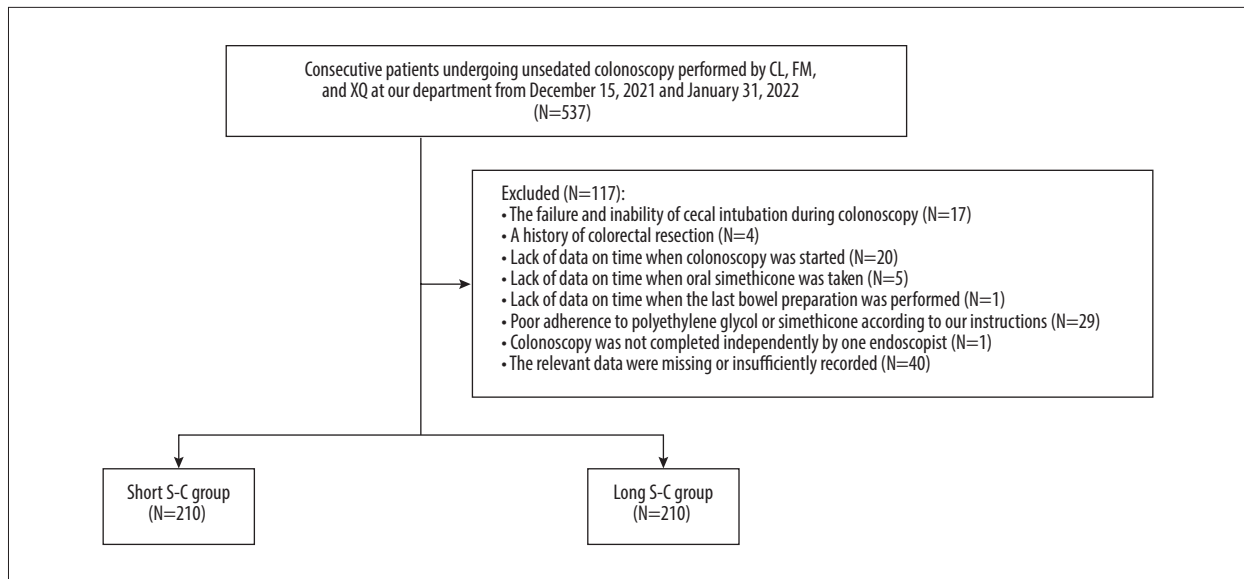 Consecutive patients undergoing unsedated colonoscopy performed by CL, FM,
and XQ at our department from December 15, 2021 and January 31, 2022
(N=537)
Excluded (N=117):
• The failure and inability of cecal intubation during colonoscopy (N=17)
• A history of colorectal resection (N=4)
• Lack of data on time when colonoscopy was started (N=20)
• Lack of data on time when oral simethicone was taken (N=5)
• Lack of data on time when the last bowel preparation was performed (N=1)
• Poor adherence to polyethylene glycol or simethicone according to our instructions (N=29)
• Colonoscopy was not completed independently by one endoscopist (N=1)
• The relevant data were missing or insufficiently recorded (N=40)
Short S-C group
(N=210)
Long S-C group
(N=210)